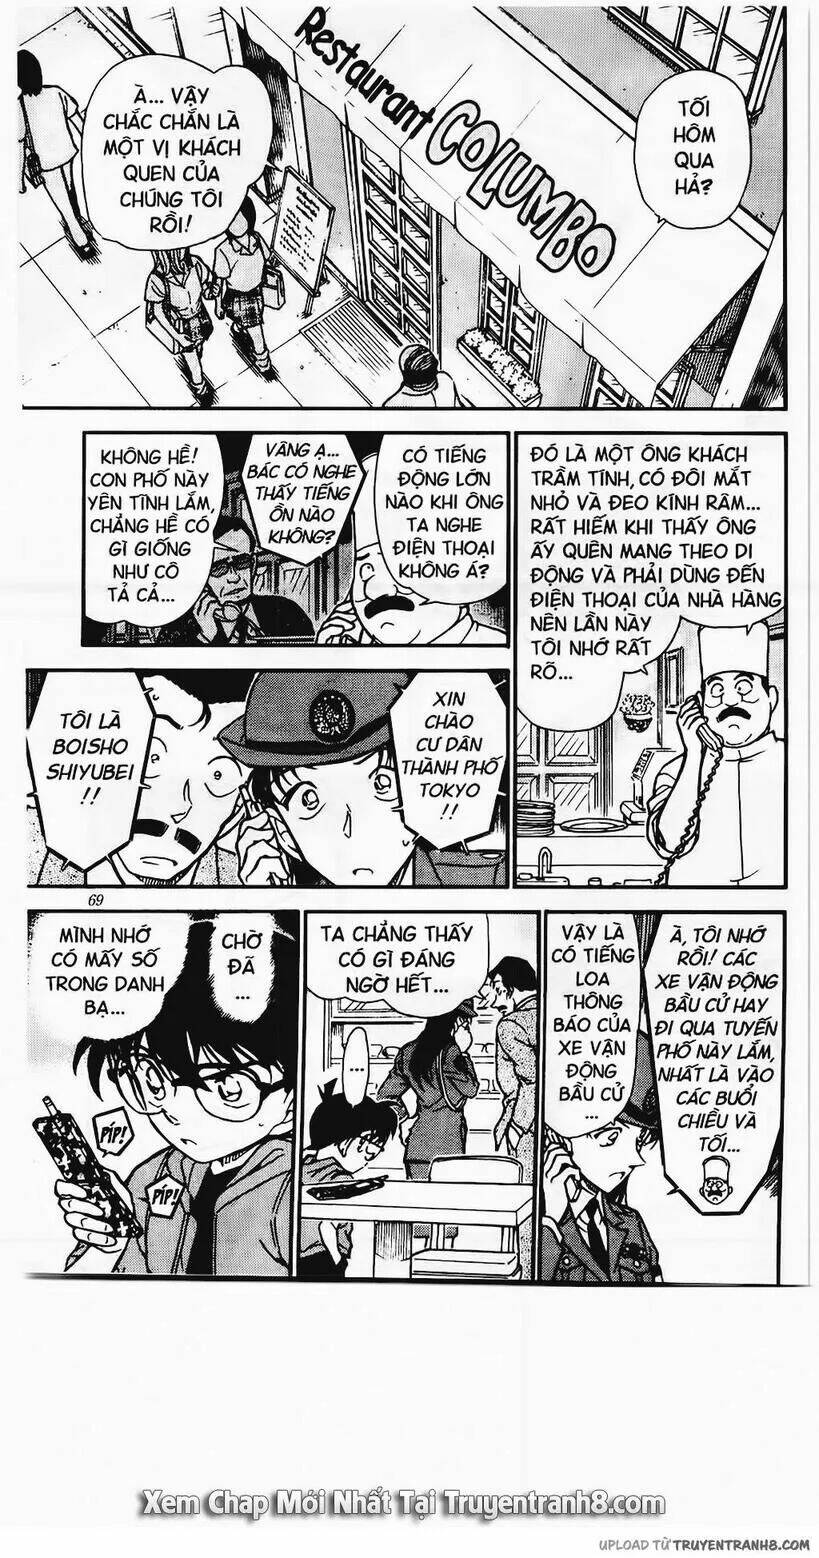 TỐI
HÔM
QUA
HẢ?
Restaurant
COLUMBO
À... VẬY
CHẮC CHẮN LÀ
MỘT VỊ KHÁCH
QUEN CỦA
CHÚNG TÔI
RỒI!
ĐÓ LÀ MỘT ÔNG KHÁCH
TRẦM TÍNH, CÓ ĐÔI MẮT
NHỎ VÀ ĐEO KÍNH RÂM...
RẤT HIẾM KHI THẤY ÔNG
ẤY QUÊN MANG THEO DI
ĐỘNG VÀ PHẢI DÙNG ĐẾN
ĐIỆN THOẠI CỦA NHÀ HÀNG
NÊN LẦN NÀY
TÔI NHỚ RẤT
RÕ...
CÓ TIẾNG
ĐỘNG LỚN
NÀO KHI ÔNG
TA NGHE
ĐIỆN THOẠI
KHÔNG Á?
VÂNG Ạ...
BÁC CÓ NGHE
THẤY TIẾNG
ỒN NÀO
KHÔNG?
KHÔNG HỀ!
CON PHỐ NÀY
YÊN TĨNH LẮM,
CHẲNG HỀ CÓ
GÌ GIỐNG
NHƯ CÔ
TẢ CẢ...
XIN
CHÀO
CƯ DÂN
THÀNH PHỐ
TOKYO
!!
TÔI LÀ
BOISHO
SHIYUBEI
!!
69
À, TÔI NHỚ
RỒI! CÁC
XE VẬN ĐỘNG
BẦU CỬ HAY
ĐI QUA TUYẾN
PHỐ NÀY LẮM,
NHẤT LÀ VÀO
CÁC BUỔI
CHIỀU VÀ
TỐI...
VẬY LÀ
CÓ TIẾNG
LOA
THÔNG
BÁO CỦA
XE VẬN
ĐỘNG
BẦU CỬ
...
TA CHẲNG THẤY
CÓ GÌ ĐÁNG
NGỜ HẾT...
...
CHỜ
ĐÃ
...
MÌNH NHỚ
CÓ MẤY SỐ
TRONG DANH
BẠ...
PÍP!
PÍP!
Xem Chap Mới Nhất Tại Truyentranh8.com
UPLOAD TỪ TRUYENTRANH8.COM